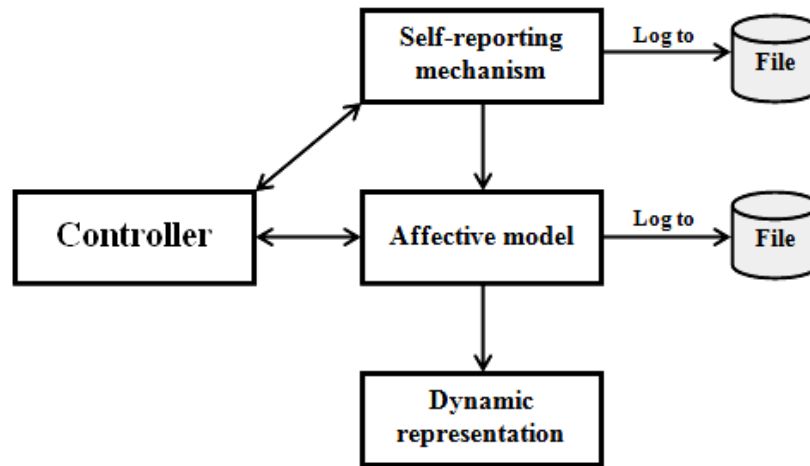 Self-reporting
mechanism
Log to
File
Controller
Affective model
Log to
File
Dynamic
representation